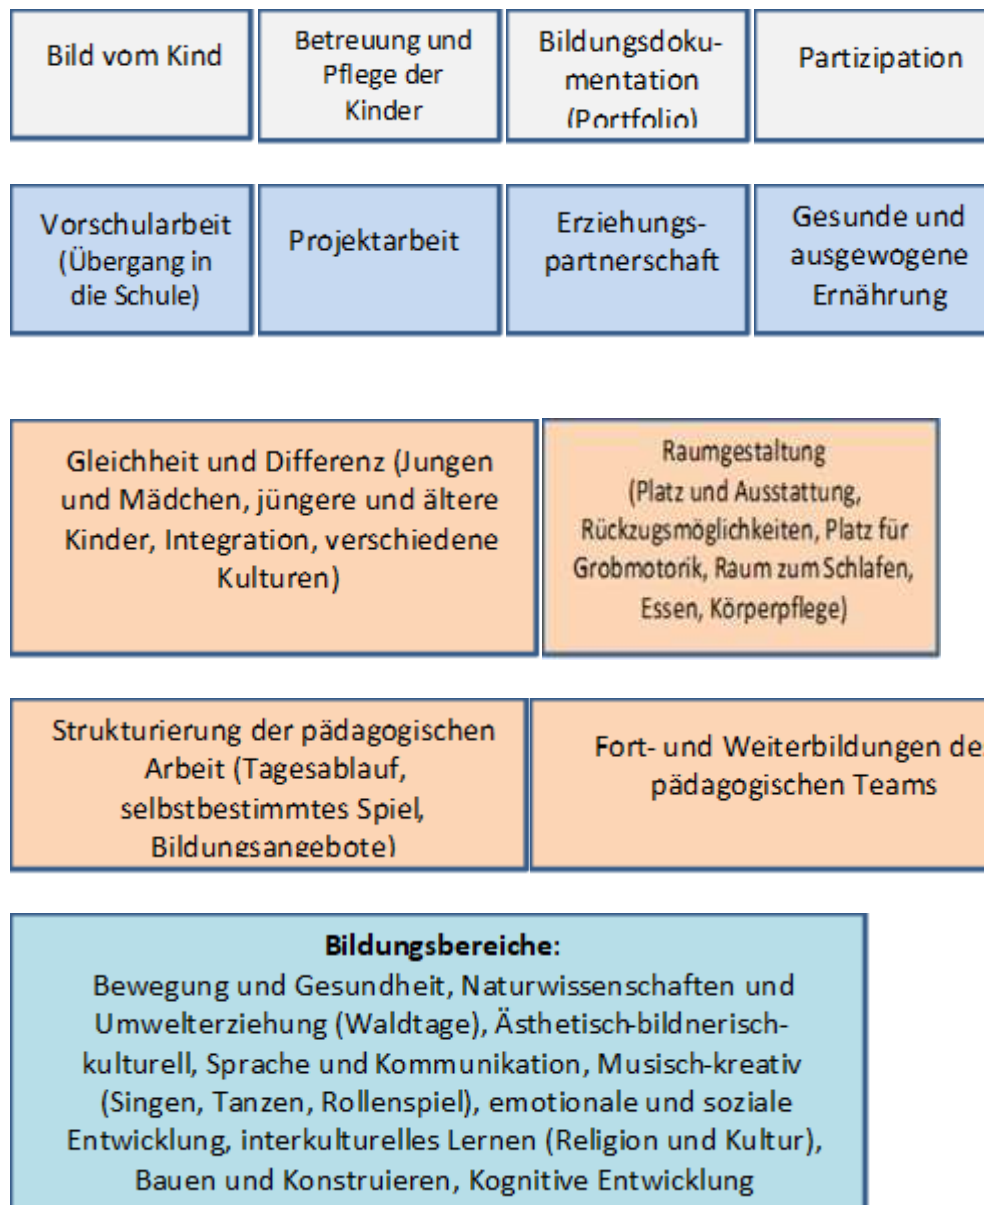 Bild vom Kind
Betreuung und
Pflege der
Kinder
Bildungsdoku-
mentation
(Portfolio)
Partizipation
Vorschularbeit
(Übergang in
die Schule)
Projektarbeit
Erziehungs-
partnerschaft
Gesunde und
ausgewogene
Ernährung
Gleichheit und Differenz (Jungen
und Mädchen, jüngere und ältere
Kinder, Integration, verschiedene
Kulturen)
Raumgestaltung
(Platz und Ausstattung,
Rückzugsmöglichkeiten, Platz für
Grobmotorik, Raum zum Schlafen,
Essen, Körperpflege)
Strukturierung der pädagogischen
Arbeit (Tagesablauf,
selbstbestimmtes Spiel,
Bildungsangebote)
Fort- und Weiterbildungen
pädagogischen Teams
Bildungsbereiche:
Bewegung und Gesundheit, Naturwissenschaften und
Umwelterziehung (Waldtage), Ästhetisch-bildnerisch-
kulturell, Sprache und Kommunikation, Musisch-kreativ
(Singen, Tanzen, Rollenspiel), emotionale und soziale
Entwicklung, interkulturelles Lernen (Religion und Kultur),
Bauen und Konstruieren, Kognitive Entwicklung